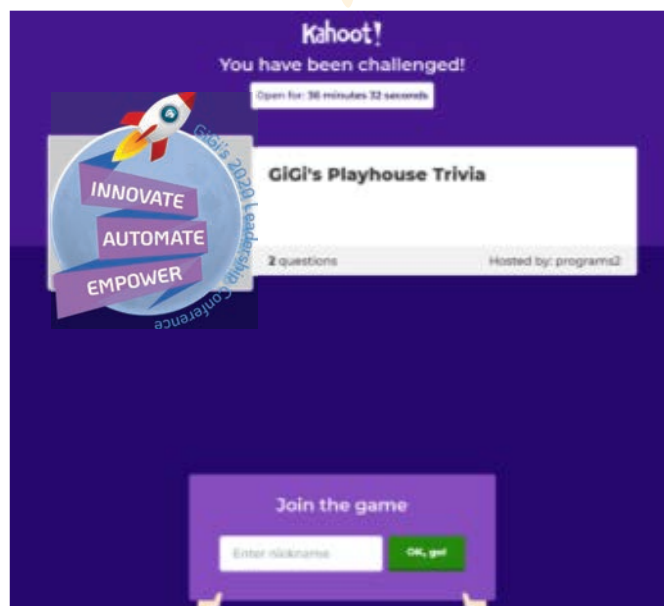 Kahoot!
You have been challenged!
Open for: 36 minutes 32 seconds
INNOVATE
AUTOMATE
EMPOWER
GiGi's 2020 Leadership Conference
GiGi's Playhouse Trivia
2 questions
Hosted by: programs2
Join the game
Enter nickname
OK, go!